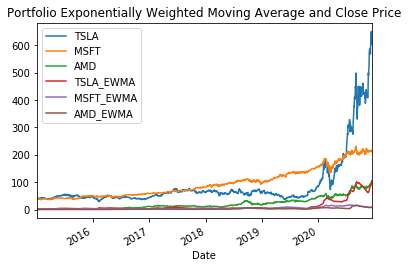 Portfolio Exponentially Weighted Moving Average and Close Price
TSLA
MSFT
AMD
TSLA_EWMA
MSFT_EWMA
AMD_EWMA
600
500
400
300
200
100
0
2016
2017
2018
2019
2020
Date